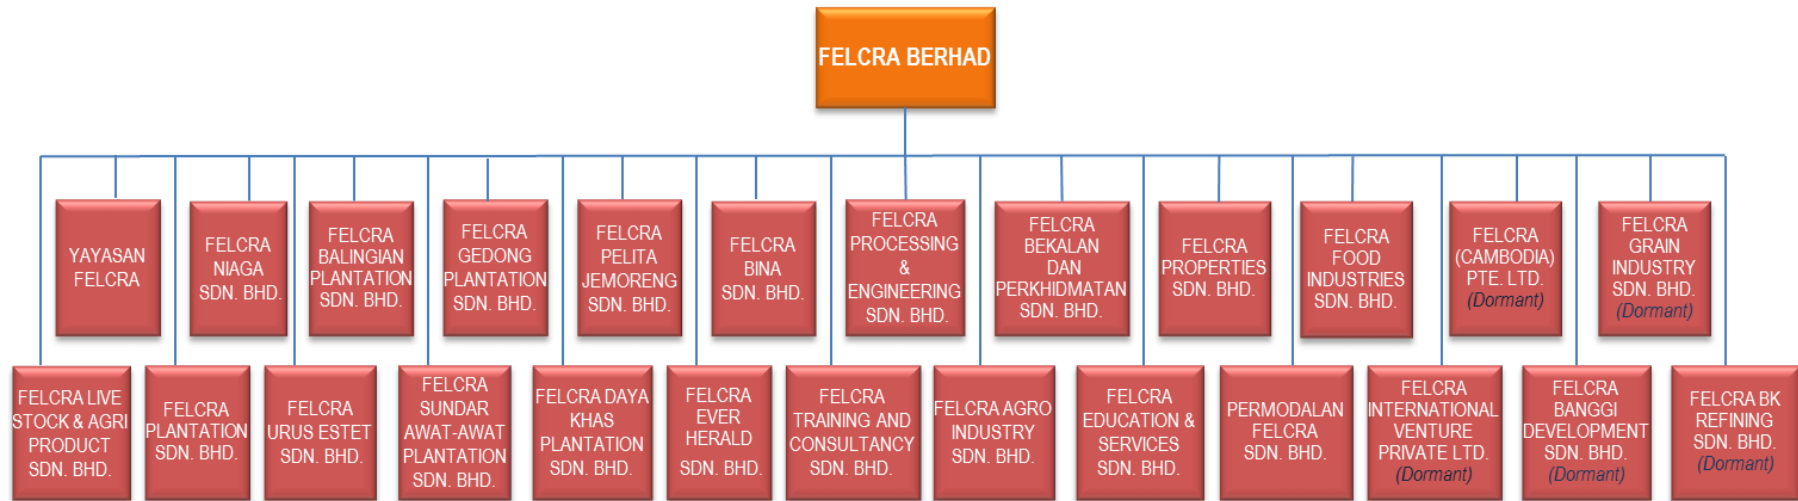 FELCRA BERHAD
YAYASAN
FELCRA
FELCRA
NIAGA
SDN. BHD.
FELCRA
BALINGIAN
PLANTATION
SDN. BHD.
FELCRA
GEDONG
PLANTATION
SDN. BHD.
FELCRA
PELITA
JEMORENG
SDN. BHD.
FELCRA
BINA
SDN. BHD.
FELCRA
PROCESSING
&
ENGINEERING
SDN. BHD.
FELCRA
BEKALAN
DAN
PERKHIDMATAN
SDN. BHD.
FELCRA
PROPERTIES
SDN. BHD.
FELCRA
FOOD
INDUSTRIES
SDN. BHD.
FELCRA
(CAMBODIA)
PTE. LTD.
(Dormant)
FELCRA
GRAIN
INDUSTRY
SDN. BHD.
(Dormant)
FELCRA LIVE
STOCK & AGRI
PRODUCT
SDN. BHD.
FELCRA
PLANTATION
SDN. BHD.
FELCRA
URUS ESTET
SDN. BHD.
FELCRA
SUNDAR
AWAT-AWAT
PLANTATION
SDN. BHD.
FELCRA DAYA
KHAS
PLANTATION
SDN. BHD.
FELCRA
EVER
HERALD
SDN. BHD.
FELCRA
TRAINING AND
CONSULTANCY
SDN. BHD.
FELCRA AGRO
INDUSTRY
SDN. BHD.
FELCRA
EDUCATION &
SERVICES
SDN. BHD.
PERMODALAN
FELCRA
SDN. BHD.
FELCRA
INTERNATIONAL
VENTURE
PRIVATE LTD.
(Dormant)
FELCRA
BANGGI
DEVELOPMENT
SDN. BHD.
(Dormant)
FELCRA BK
REFINING
SDN. BHD.
(Dormant)